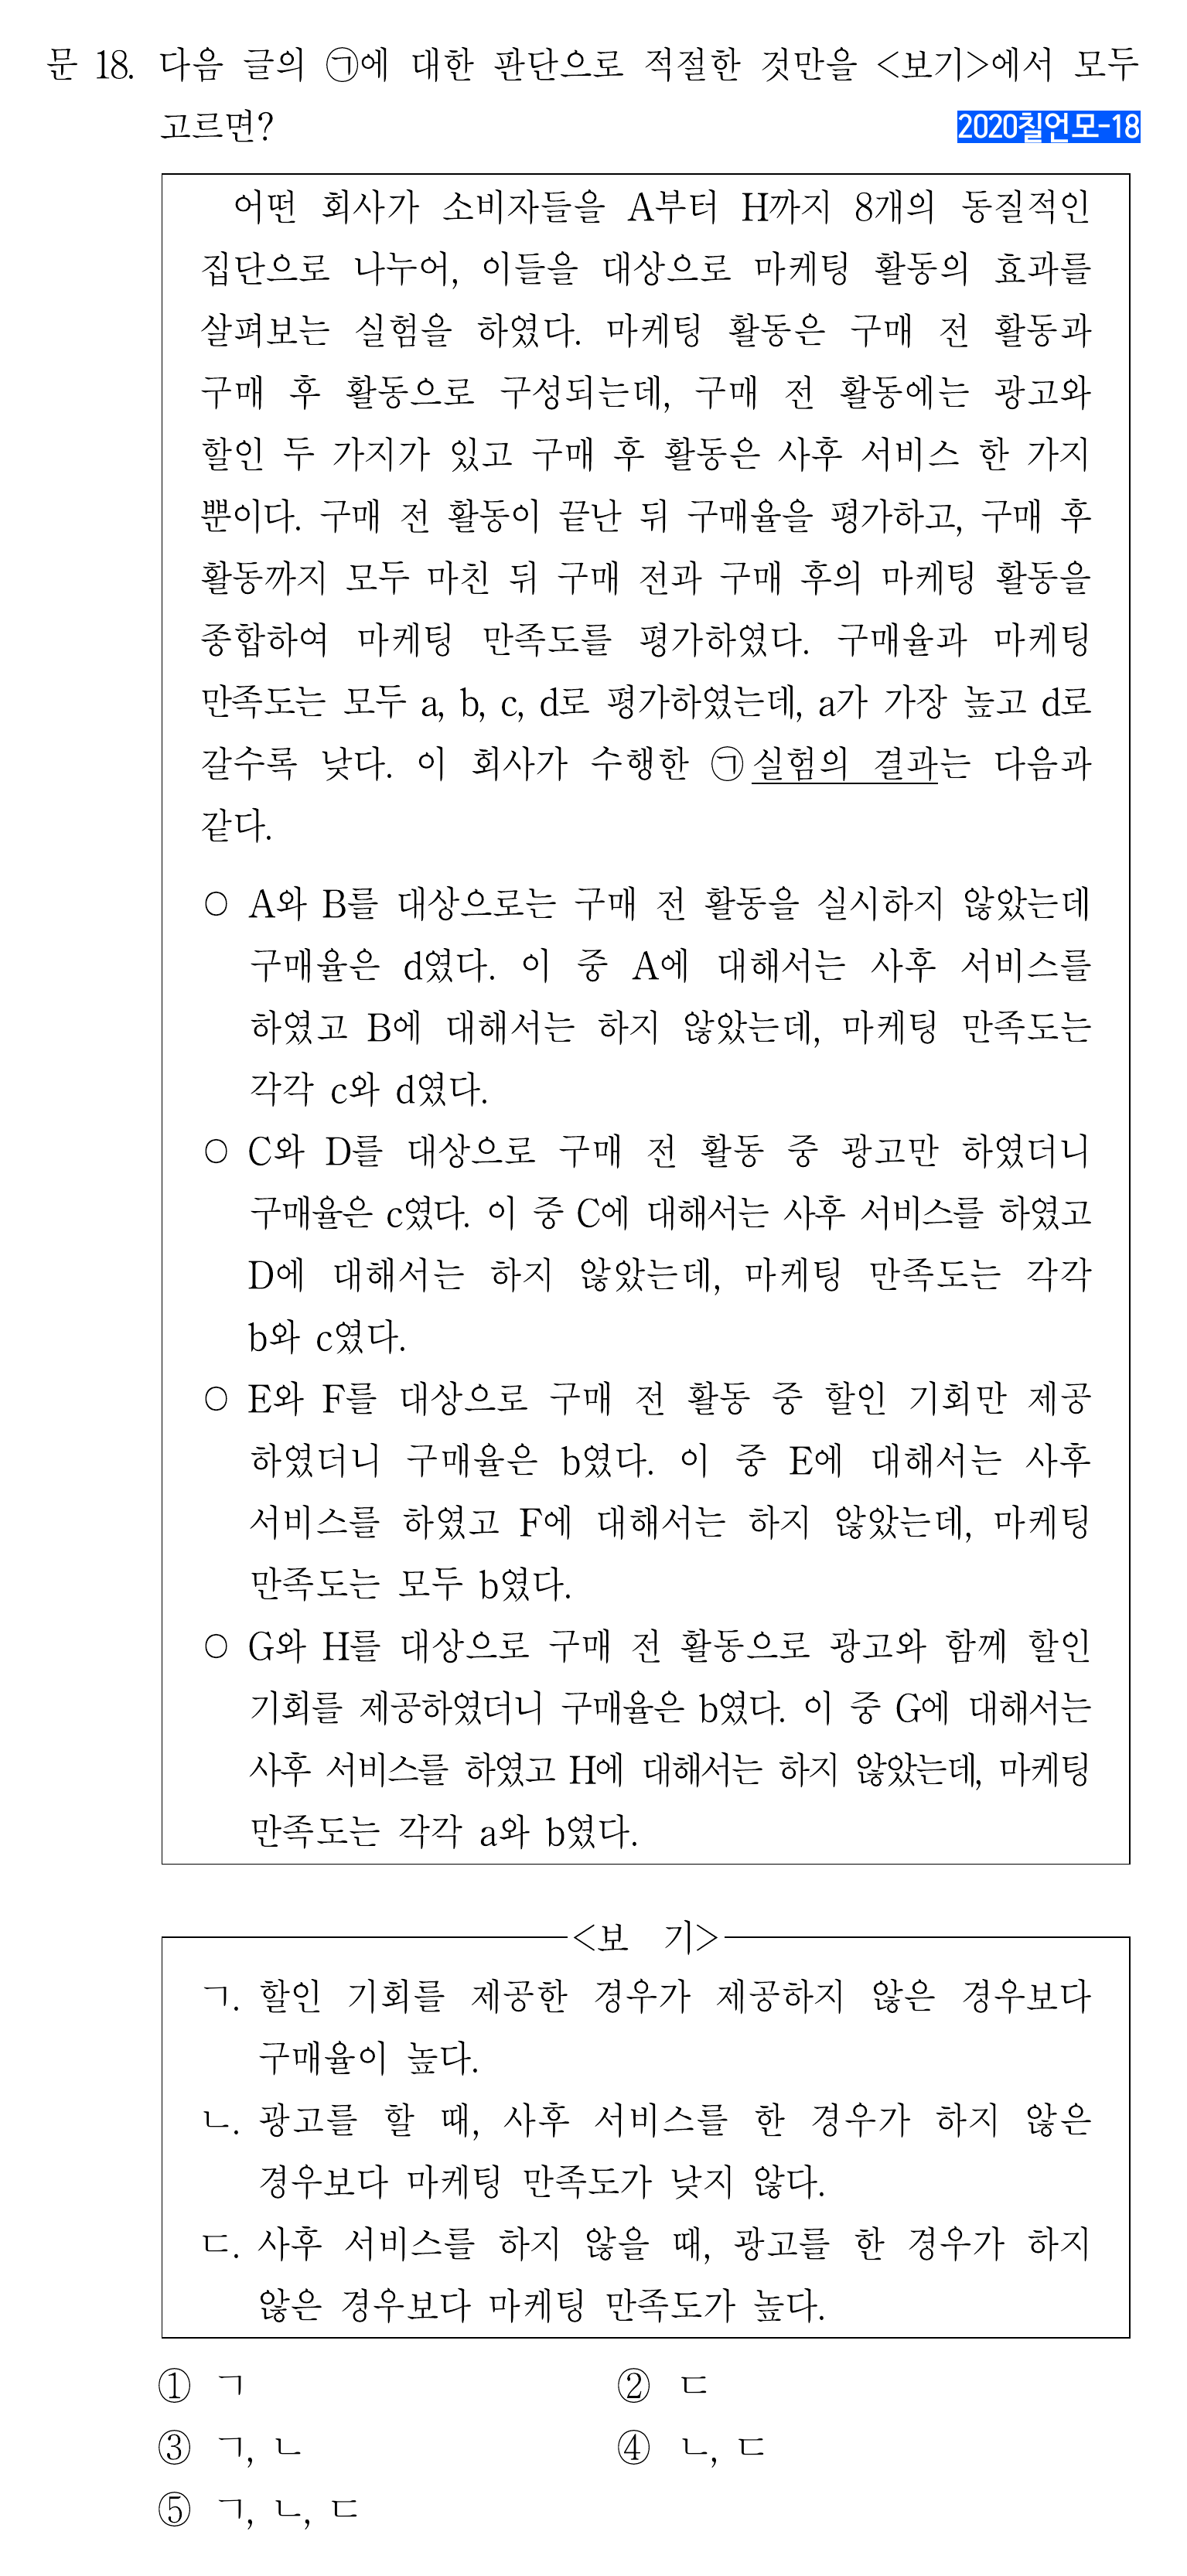 문 18. 다음 글의 ㉠에 대한 판단으로 적절한 것만을 <보기>에서 모두
고르면?
2020칠언모-18
어떤 회사가 소비자들을 A부터 H까지 8개의 동질적인
집단으로 나누어, 이들을 대상으로 마케팅 활동의 효과를
살펴보는 실험을 하였다. 마케팅 활동은 구매 전 활동과
구매 후 활동으로 구성되는데, 구매 전 활동에는 광고와
할인 두 가지가 있고 구매 후 활동은 사후 서비스 한 가지
뿐이다. 구매 전 활동이 끝난 뒤 구매율을 평가하고, 구매 후
활동까지 모두 마친 뒤 구매 전과 구매 후의 마케팅 활동을
종합하여 마케팅 만족도를 평가하였다. 구매율과 마케팅
만족도는 모두 a, b, c, d로 평가하였는데, a가 가장 높고 d로
갈수록 낮다. 이 회사가 수행한 ㉠실험의 결과는 다음과
같다.
○ A와 B를 대상으로는 구매 전 활동을 실시하지 않았는데
구매율은 d였다. 이 중 A에 대해서는 사후 서비스를
하였고 B에 대해서는 하지 않았는데, 마케팅 만족도는
각각 c와 d였다.
○ C와 D를 대상으로 구매 전 활동 중 광고만 하였더니
구매율은 c였다. 이 중 C에 대해서는 사후 서비스를 하였고
D에 대해서는 하지 않았는데, 마케팅 만족도는 각각
b와 c였다.
○ E와 F를 대상으로 구매 전 활동 중 할인 기회만 제공
하였더니 구매율은 b였다. 이 중 E에 대해서는 사후
서비스를 하였고 F에 대해서는 하지 않았는데, 마케팅
만족도는 모두 b였다.
○ G와 H를 대상으로 구매 전 활동으로 광고와 함께 할인
기회를 제공하였더니 구매율은 b였다. 이 중 G에 대해서는
사후 서비스를 하였고 H에 대해서는 하지 않았는데, 마케팅
만족도는 각각 a와 b였다.
<보 기>
ㄱ. 할인 기회를 제공한 경우가 제공하지 않은 경우보다
구매율이 높다.
ㄴ. 광고를 할 때, 사후 서비스를 한 경우가 하지 않은
경우보다 마케팅 만족도가 낮지 않다.
ㄷ. 사후 서비스를 하지 않을 때, 광고를 한 경우가 하지
않은 경우보다 마케팅 만족도가 높다.
① ㄱ ② ㄷ
③ ㄱ, ㄴ ④ ㄴ, ㄷ
⑤ ㄱ, ㄴ, ㄷ